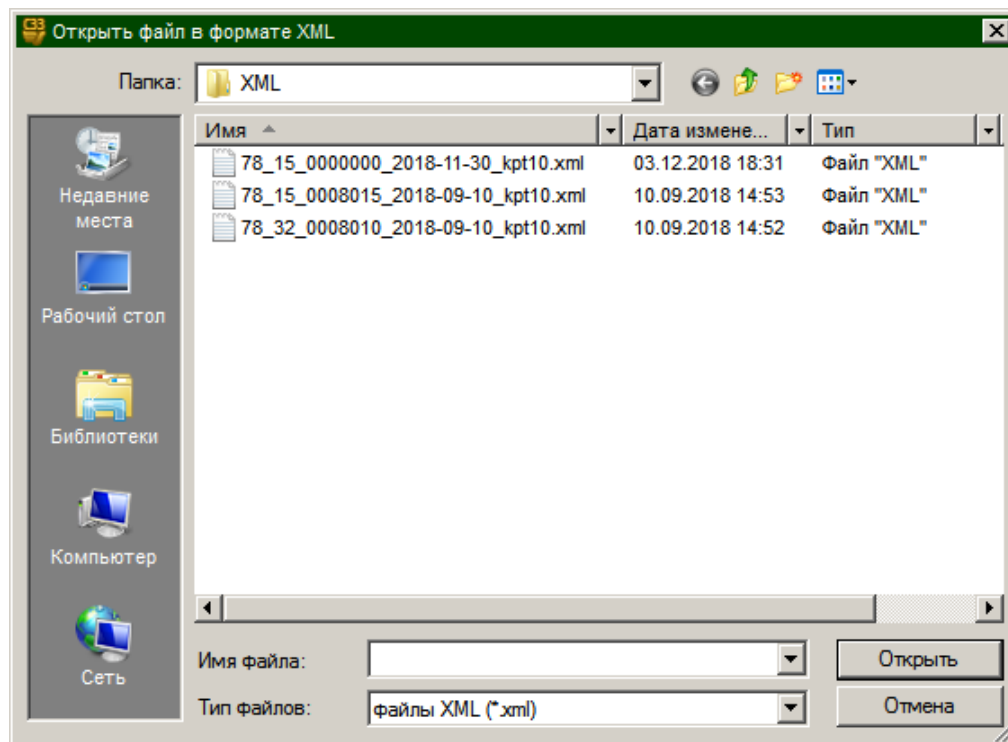 СЗЗ Открыть файл в формате XML
Папка: XML
Имя Дата измене... Тип
78_15_0000000_2018-11-30_kpt10.xml 03.12.2018 18:31 Файл "XML"
78_15_0008015_2018-09-10_kpt10.xml 10.09.2018 14:53 Файл "XML"
78_32_0008010_2018-09-10_kpt10.xml 10.09.2018 14:52 Файл "XML"
Недавние
места
Рабочий стол
Библиотеки
Компьютер
Сеть
Имя файла: Открыть
Тип файлов: файлы XML (*.xml) Отмена